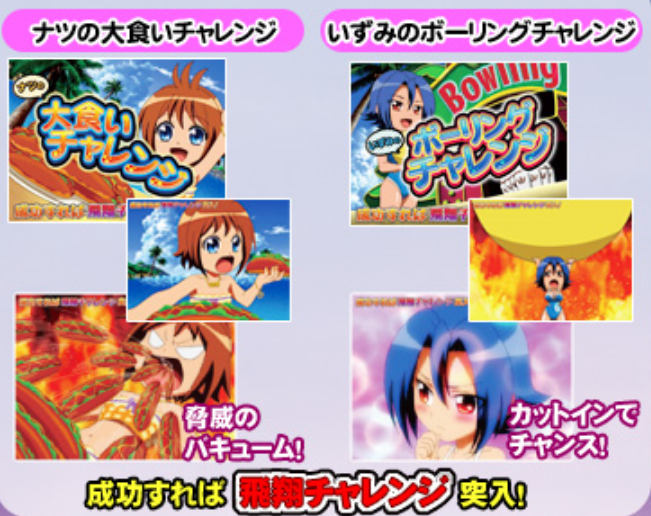 ナツの大食いチャレンジ
いずみのボーリングチャレンジ
ナツの
大食い
チャレンジ
Bowling
いずみの
ボーリング
チャレンジ
脅威の
バキューム!
カットインで
チャンス!
成功すれば 飛翔チャレンジ 突入!